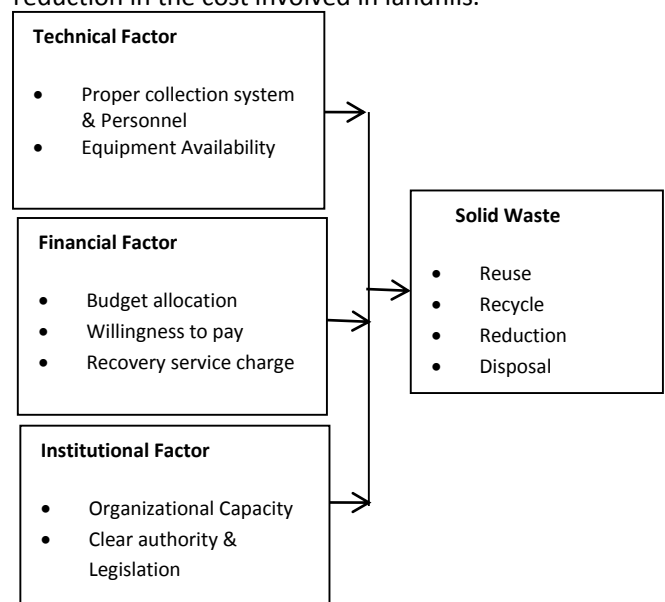 reduction in the cost involved in landfills.
Technical Factor
• Proper collection system
& Personnel
• Equipment Availability
Financial Factor
• Budget allocation
• Willingness to pay
• Recovery service charge
Institutional Factor
• Organizational Capacity
• Clear authority &
Legislation
Solid Waste
• Reuse
• Recycle
• Reduction
• Disposal